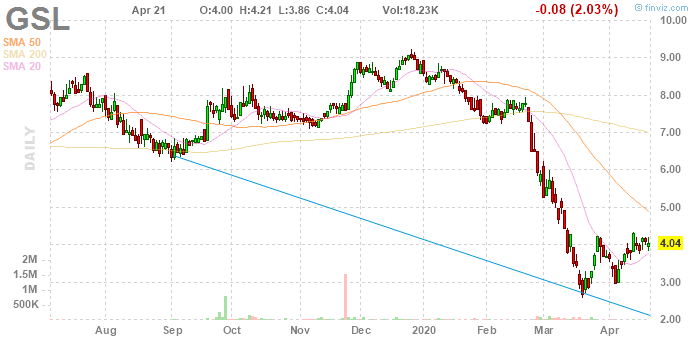 GSL Apr 21 O:4.00 H:4.21 L:3.86 C:4.04 Vol:18.23K -0.08 (2.03%) © finviz.com
SMA 50
SMA 200
SMA 20
DAILY
10.00
9.00
8.00
7.00
6.00
5.00
4.04
3.00
2.00
2M
1.5M
1M
500K
Aug Sep Oct Nov Dec 2020 Feb Mar Apr